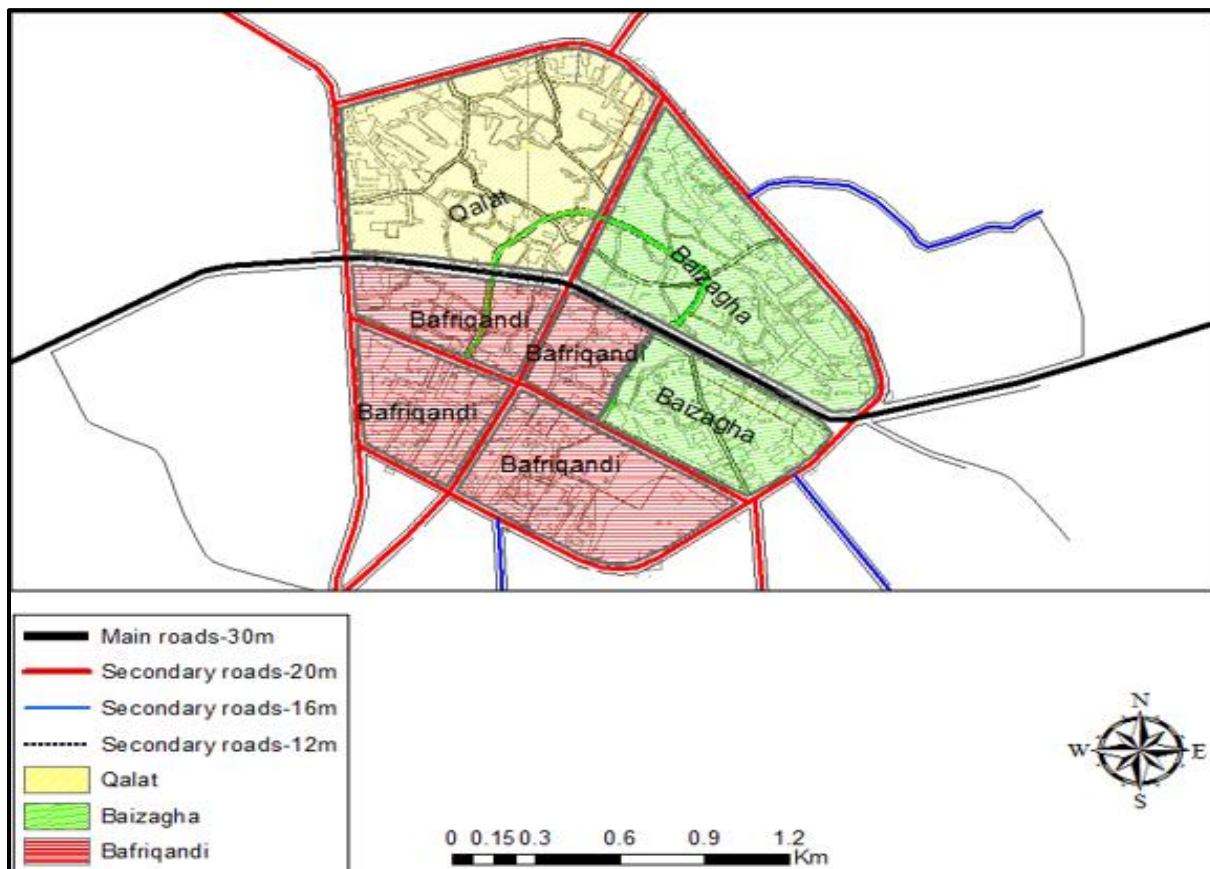 Qalat
Baizagha
Bafriqandi
Bafriqandi
Bafriqandi
Baizagha
Bafriqandi
Main roads-30m
Secondary roads-20m
Secondary roads-16m
Secondary roads-12m
Qalat
Baizagha
Bafriqandi
N
W E
S
0 0.15 0.3 0.6 0.9 1.2
Km